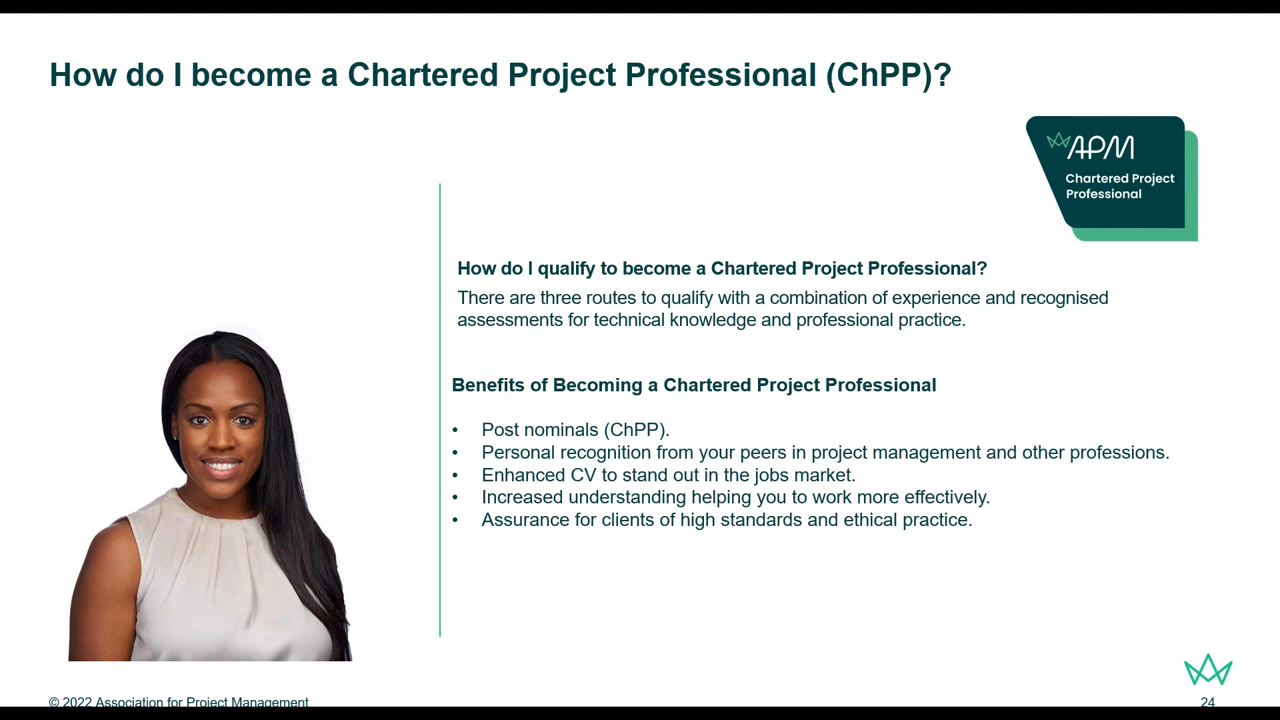 How do I become a Chartered Project Professional (ChPP)?
APM
Chartered Project
Professional
How do I qualify to become a Chartered Project Professional?
There are three routes to qualify with a combination of experience and recognised
assessments for technical knowledge and professional practice.
Benefits of Becoming a Chartered Project Professional
• Post nominals (ChPP).
• Personal recognition from your peers in project management and other professions.
• Enhanced CV to stand out in the jobs market.
• Increased understanding helping you to work more effectively.
• Assurance for clients of high standards and ethical practice.
© 2022 Association for Project Management
24